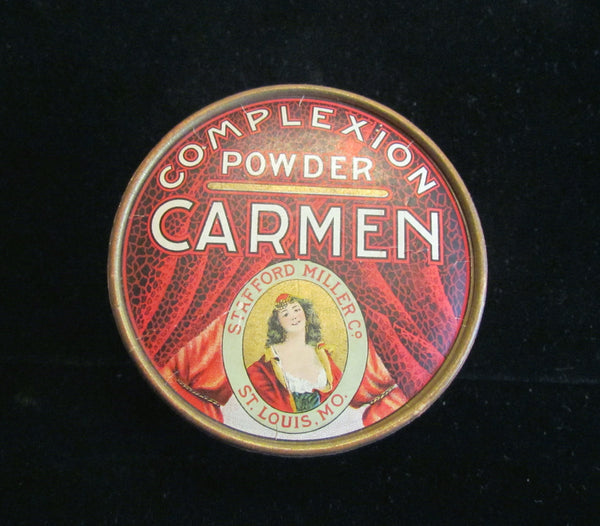 COMPLEXION
POWDER
CARMEN
STAFFORD MILLER Co
ST. LOUIS, MO.